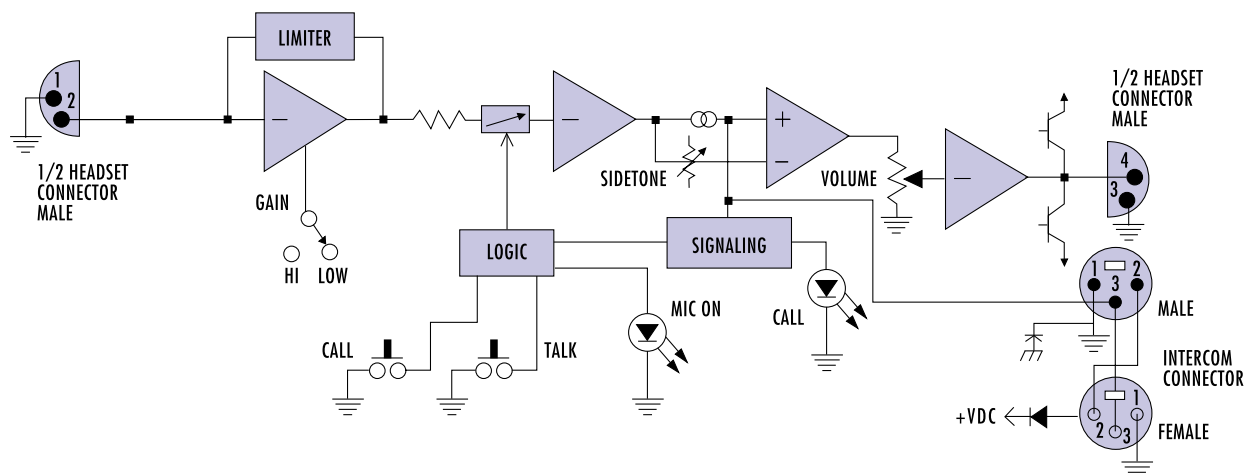 LIMITER
1
2
1/2 HEADSET
CONNECTOR
MALE
−
GAIN
HI
LOW
−
SIDETONE
+
−
VOLUME
−
1/2 HEADSET
CONNECTOR
MALE
4
3
LOGIC
SIGNALING
MIC ON
CALL
CALL
TALK
1
2
3
MALE
INTERCOM
CONNECTOR
+VDC
1
2
3
FEMALE